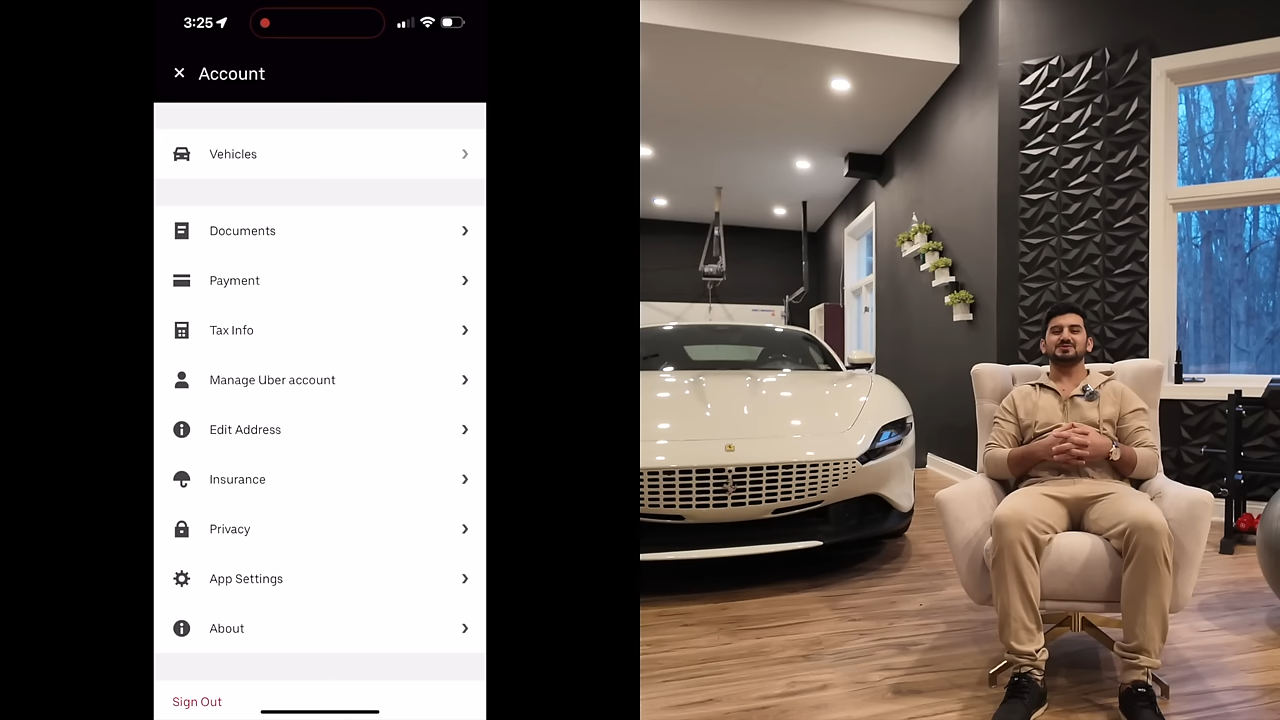 3:25
Account
Vehicles
Documents
Payment
Tax Info
Manage Uber account
Edit Address
Insurance
Privacy
App Settings
About
Sign Out